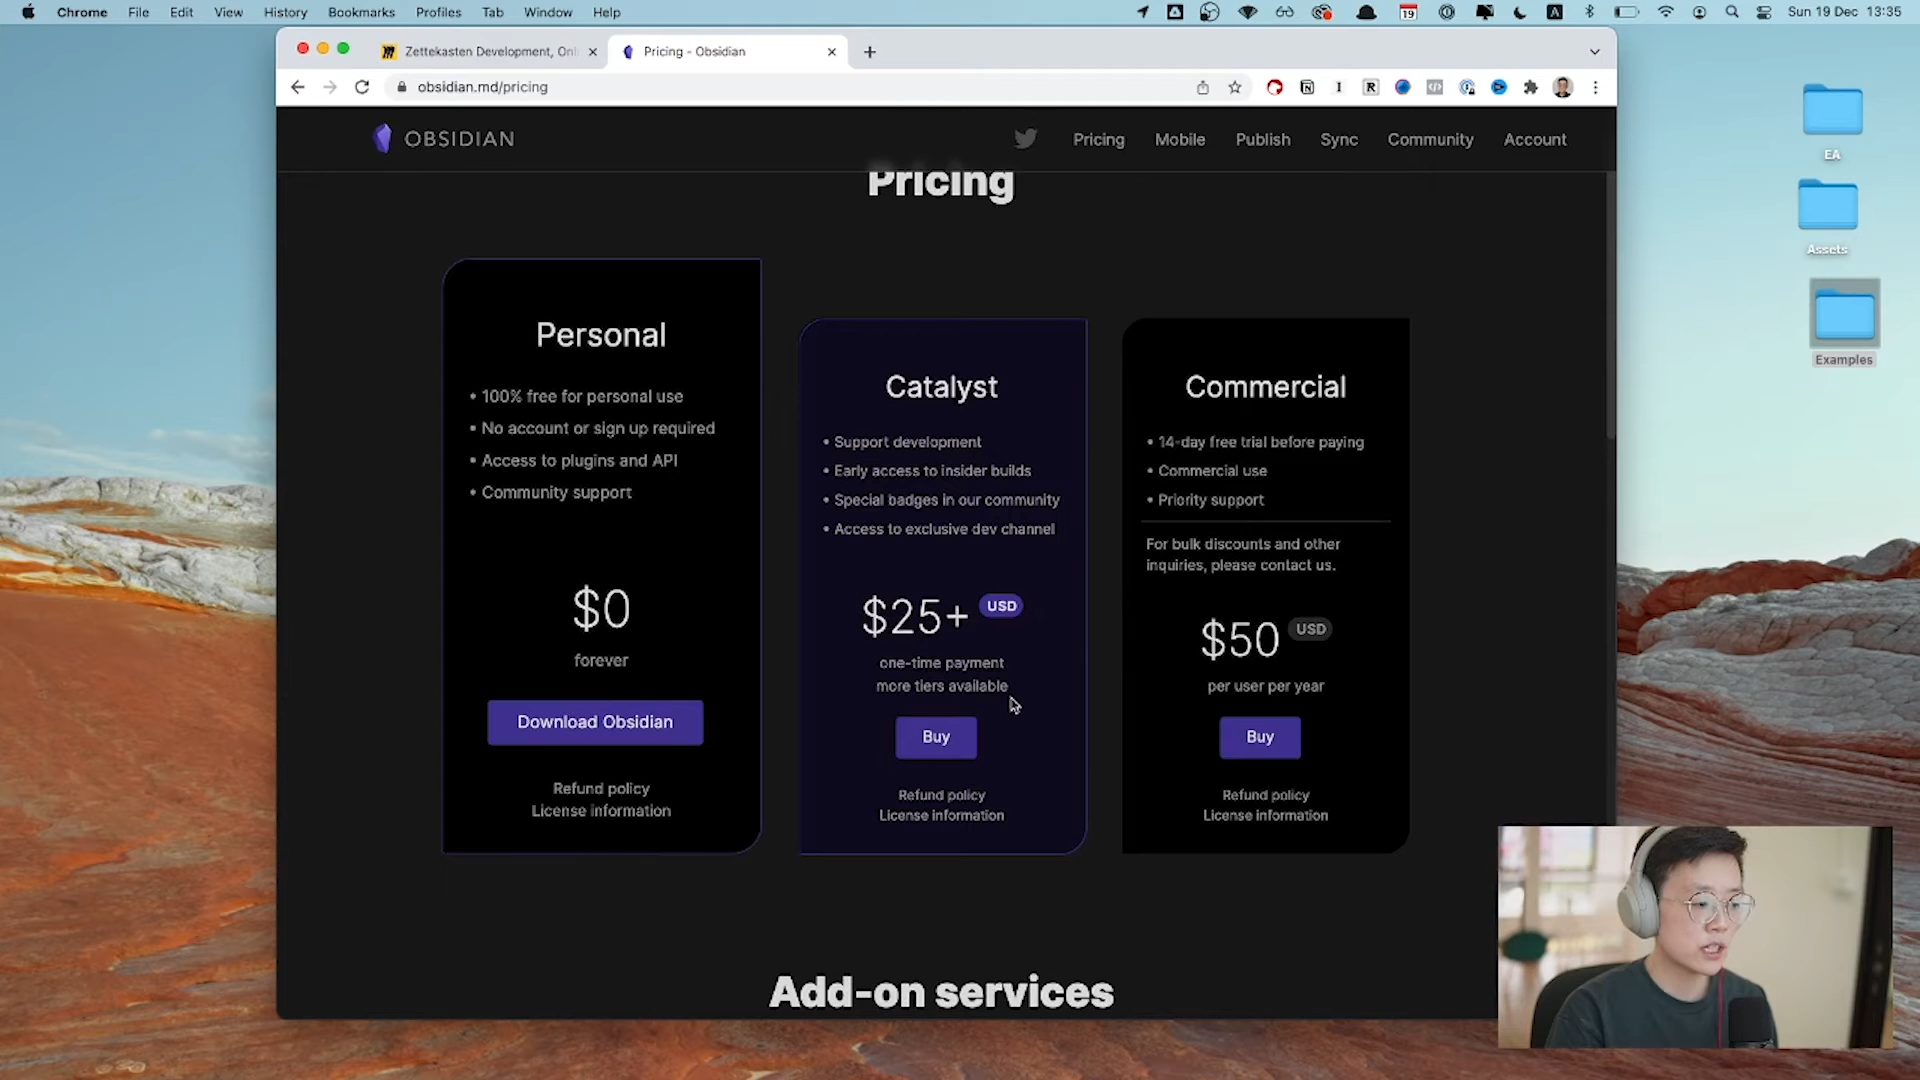 Chrome File Edit View History Bookmarks Profiles Tab Window Help
19
A
Sun 19 Dec 13:35
Zettekasten Development, Onl
Pricing - Obsidian
obsidian.md/pricing
OBSIDIAN
Pricing Mobile Publish Sync Community Account
Pricing
Personal
• 100% free for personal use
• No account or sign up required
• Access to plugins and API
• Community support
$0
forever
Download Obsidian
Refund policy
License information
Catalyst
• Support development
• Early access to insider builds
• Special badges in our community
• Access to exclusive dev channel
$25+ USD
one-time payment
more tiers available
Buy
Refund policy
License information
Commercial
• 14-day free trial before paying
• Commercial use
• Priority support
For bulk discounts and other
inquiries, please contact us.
$50 USD
per user per year
Buy
Refund policy
License information
Add-on services
EA
Assets
Examples